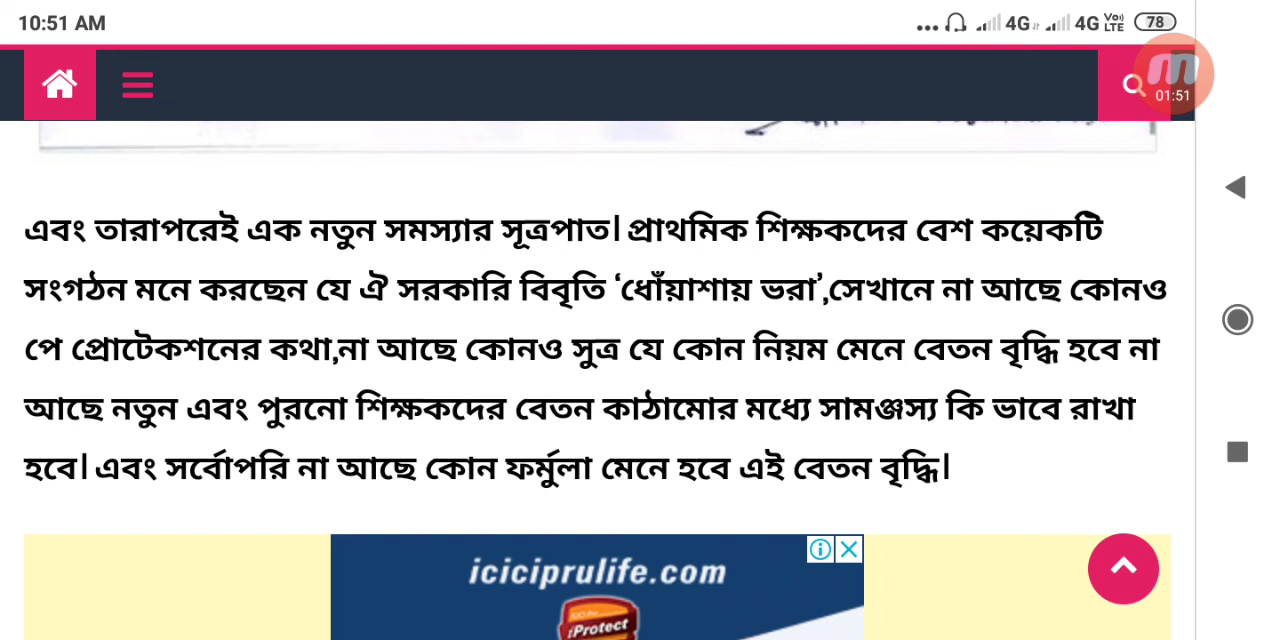 10:51 AM
... 4G 4G Vo) LTE 78
01:51
এবং তারাপরেই এক নতুন সমস্যার সূত্রপাত| প্রাথমিক শিক্ষকদের বেশ কয়েকটি
সংগঠন মনে করছেন যে ঐ সরকারি বিবৃতি ‘ধোঁয়াশায় ভরা’,সেখানে না আছে কোনও
পে প্রোটেকশনের কথা,না আছে কোনও সুত্র যে কোন নিয়ম মেনে বেতন বৃদ্ধি হবে না
আছে নতুন এবং পুরনো শিক্ষকদের বেতন কাঠামোর মধ্যে সামঞ্জস্য কি ভাবে রাখা
হবে| এবং সর্বোপরি না আছে কোন ফর্মুলা মেনে হবে এই বেতন বৃদ্ধি|
iciciprulife.com
iProtect